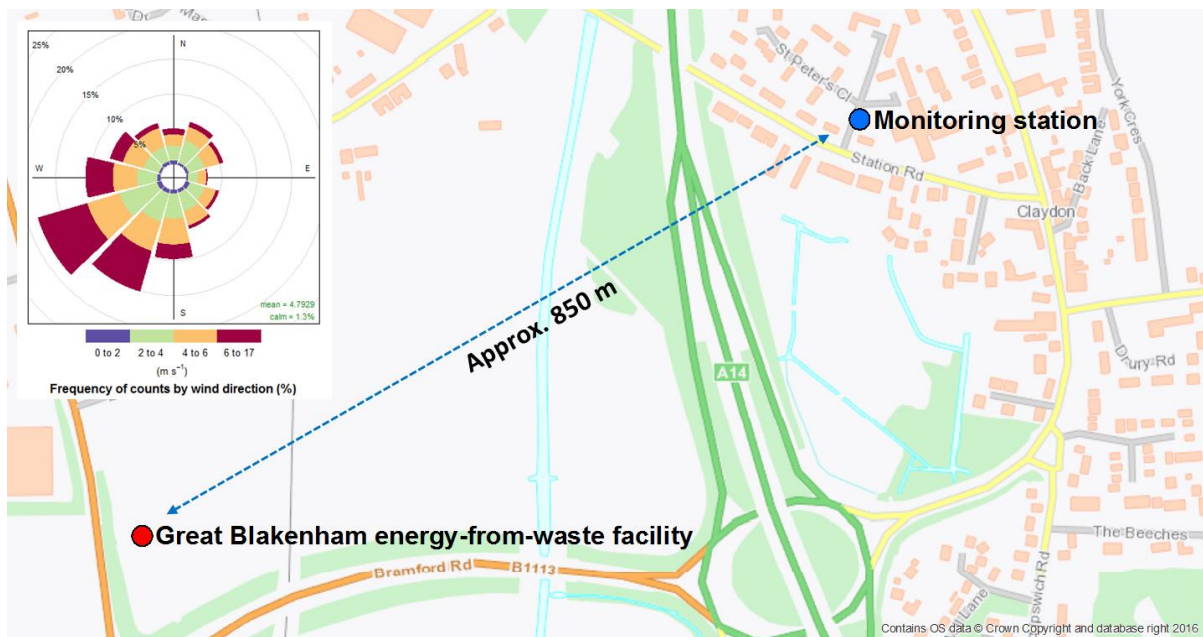 25%
20%
15%
10%
5%
N
W
E
S
mean = 4.7929
calm = 1.3%
0 to 2
2 to 4
4 to 6
6 to 17
(m s⁻¹)
Frequency of counts by wind direction (%)
St Peter's Cl
Monitoring station
Station Rd
Back Lane
York Cres
Claydon
Approx. 850 m
A14
Drury Rd
Great Blakenham energy-from-waste facility
The Beeches
Bramford Rd
B1113
Lane
Ipswich Rd
Contains OS data © Crown Copyright and database right 2016